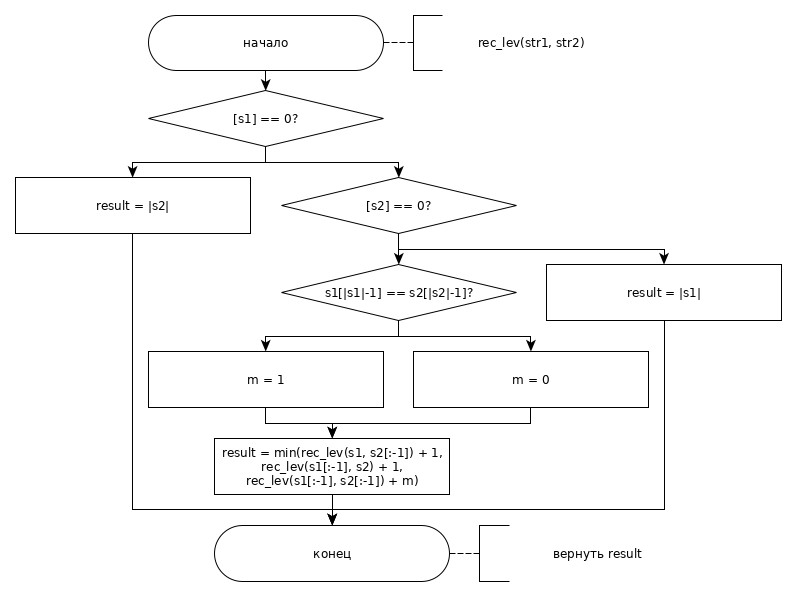 начало
rec_lev(str1, str2)
[s1] == 0?
result = |s2|
[s2] == 0?
s1[|s1|-1] == s2[|s2|-1]?
result = |s1|
m = 1
m = 0
result = min(rec_lev(s1, s2[:-1]) + 1,
rec_lev(s1[:-1], s2) + 1,
rec_lev(s1[:-1], s2[:-1]) + m)
конец
вернуть result